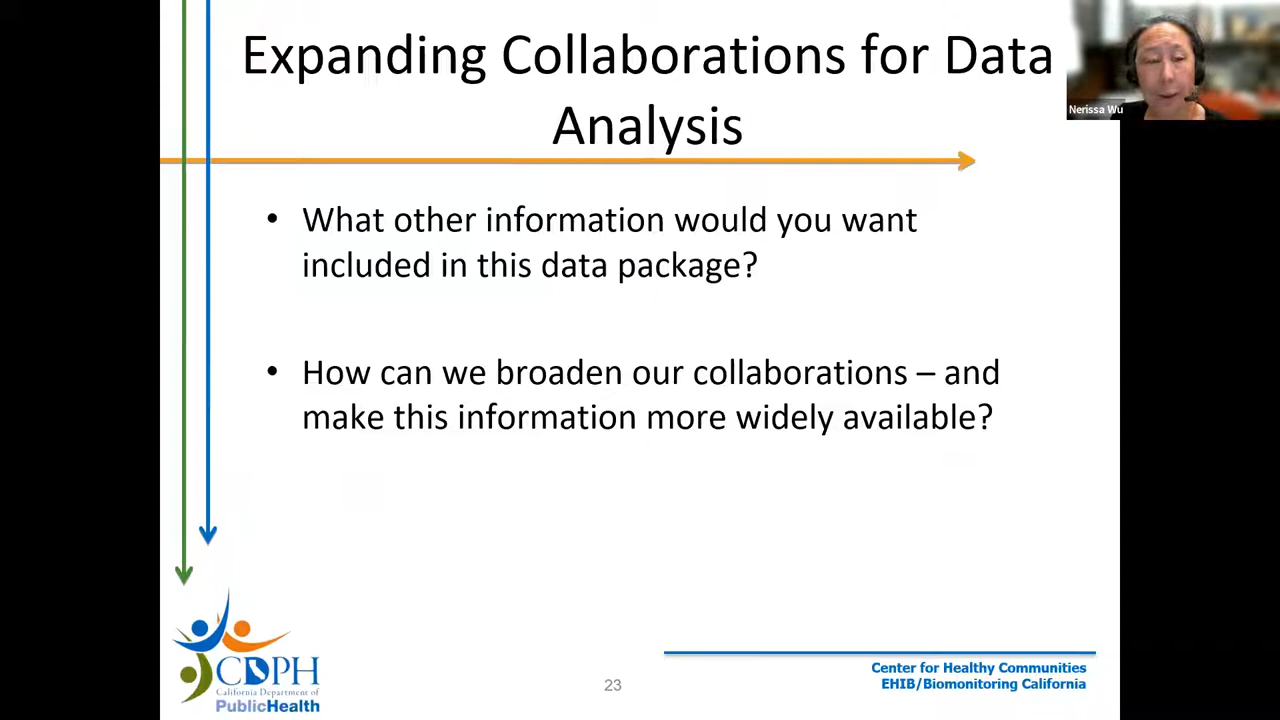 Expanding Collaborations for Data
Analysis
Nerissa Wu
• What other information would you want
included in this data package?
• How can we broaden our collaborations – and
make this information more widely available?
CDPH
California Department of
PublicHealth
23
Center for Healthy Communities
EHIB/Biomonitoring California